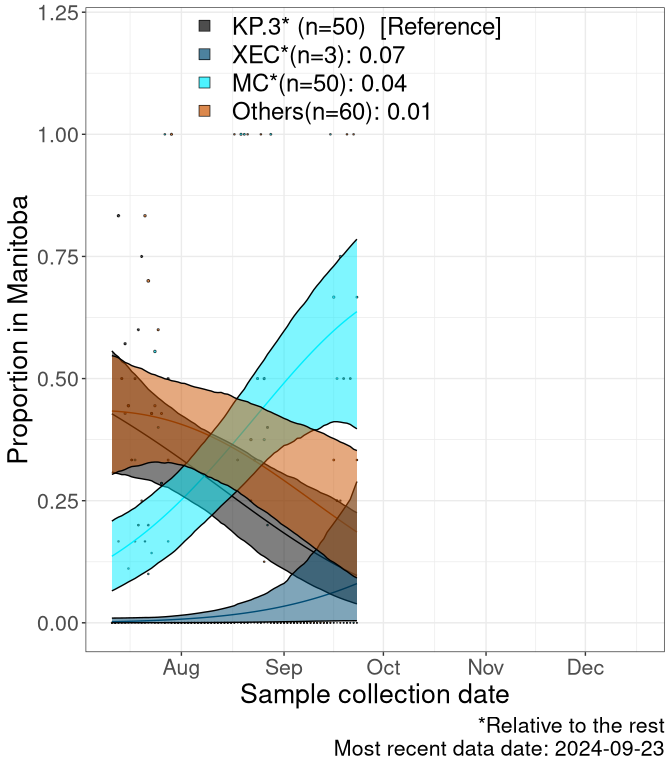 KP.3* (n=50)  [Reference]
XEC*(n=3): 0.07
MC*(n=50): 0.04
Others(n=60): 0.01
1.25
1.00
0.75
0.50
0.25
0.00
Proportion in Manitoba
Aug Sep Oct Nov Dec
Sample collection date
*Relative to the rest
Most recent data date: 2024-09-23